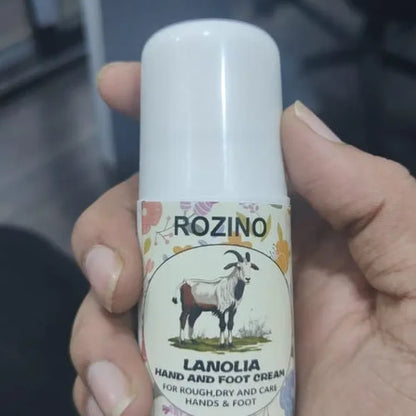 ROZINO
LANOLIA
HAND AND FOOT CREAM
FOR ROUGH,DRY AND CARE
HANDS & FOOT